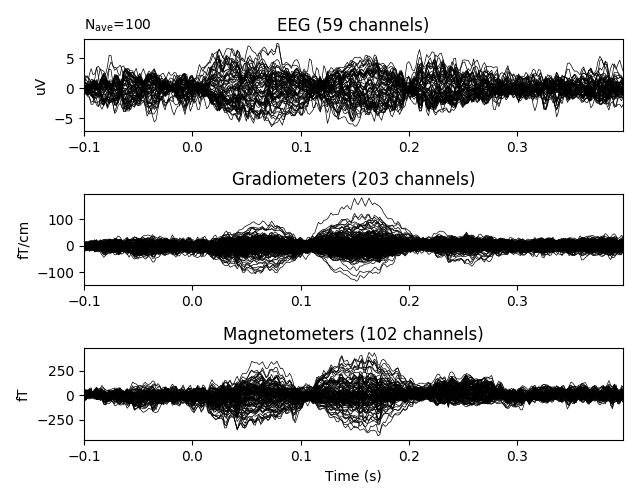 N_ave=100
EEG (59 channels)
5
0
−5
uV
−0.1 0.0 0.1 0.2 0.3
Gradiometers (203 channels)
100
0
−100
fT/cm
−0.1 0.0 0.1 0.2 0.3
Magnetometers (102 channels)
250
0
−250
fT
−0.1 0.0 0.1 0.2 0.3
Time (s)